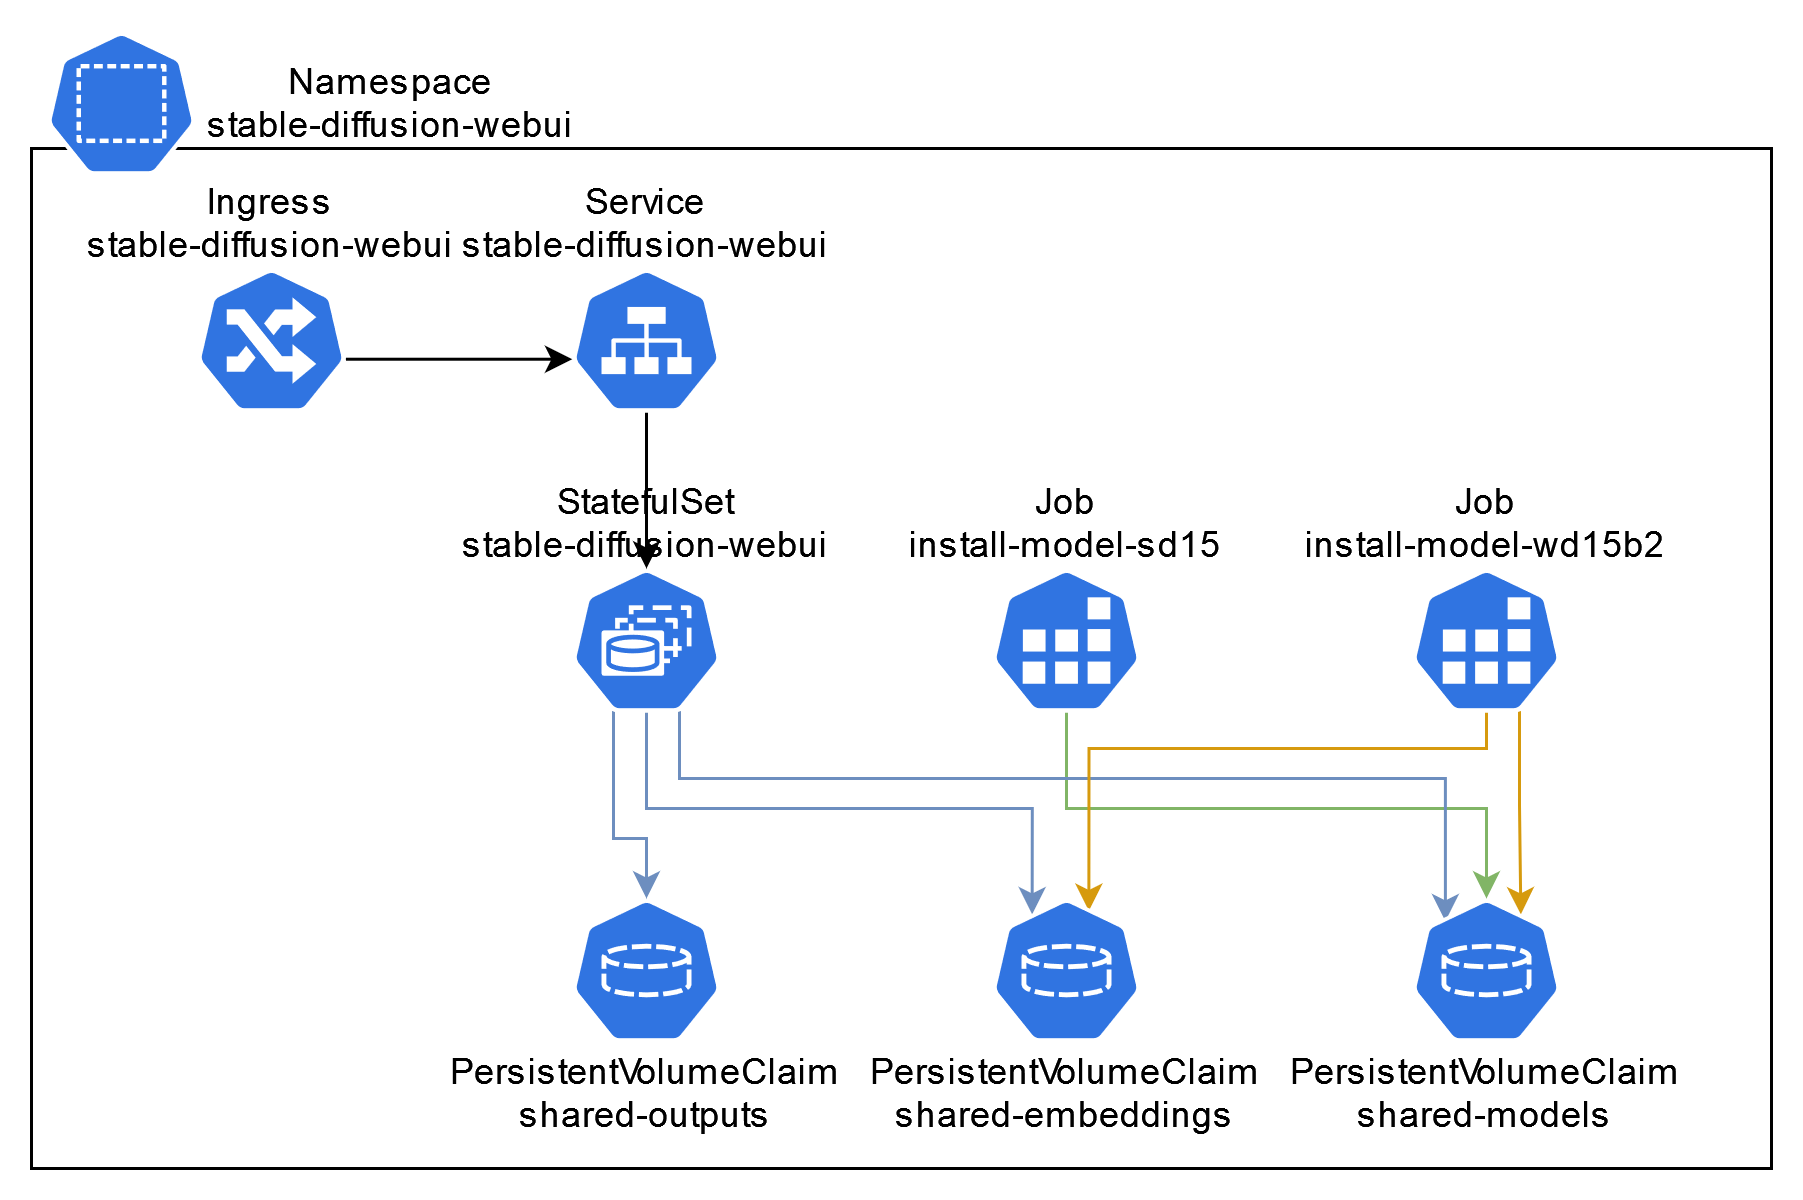 Namespace
stable-diffusion-webui
Ingress
stable-diffusion-webui
Service
stable-diffusion-webui
StatefulSet
stable-diffusion-webui
Job
install-model-sd15
Job
install-model-wd15b2
PersistentVolumeClaim
shared-outputs
PersistentVolumeClaim
shared-embeddings
PersistentVolumeClaim
shared-models